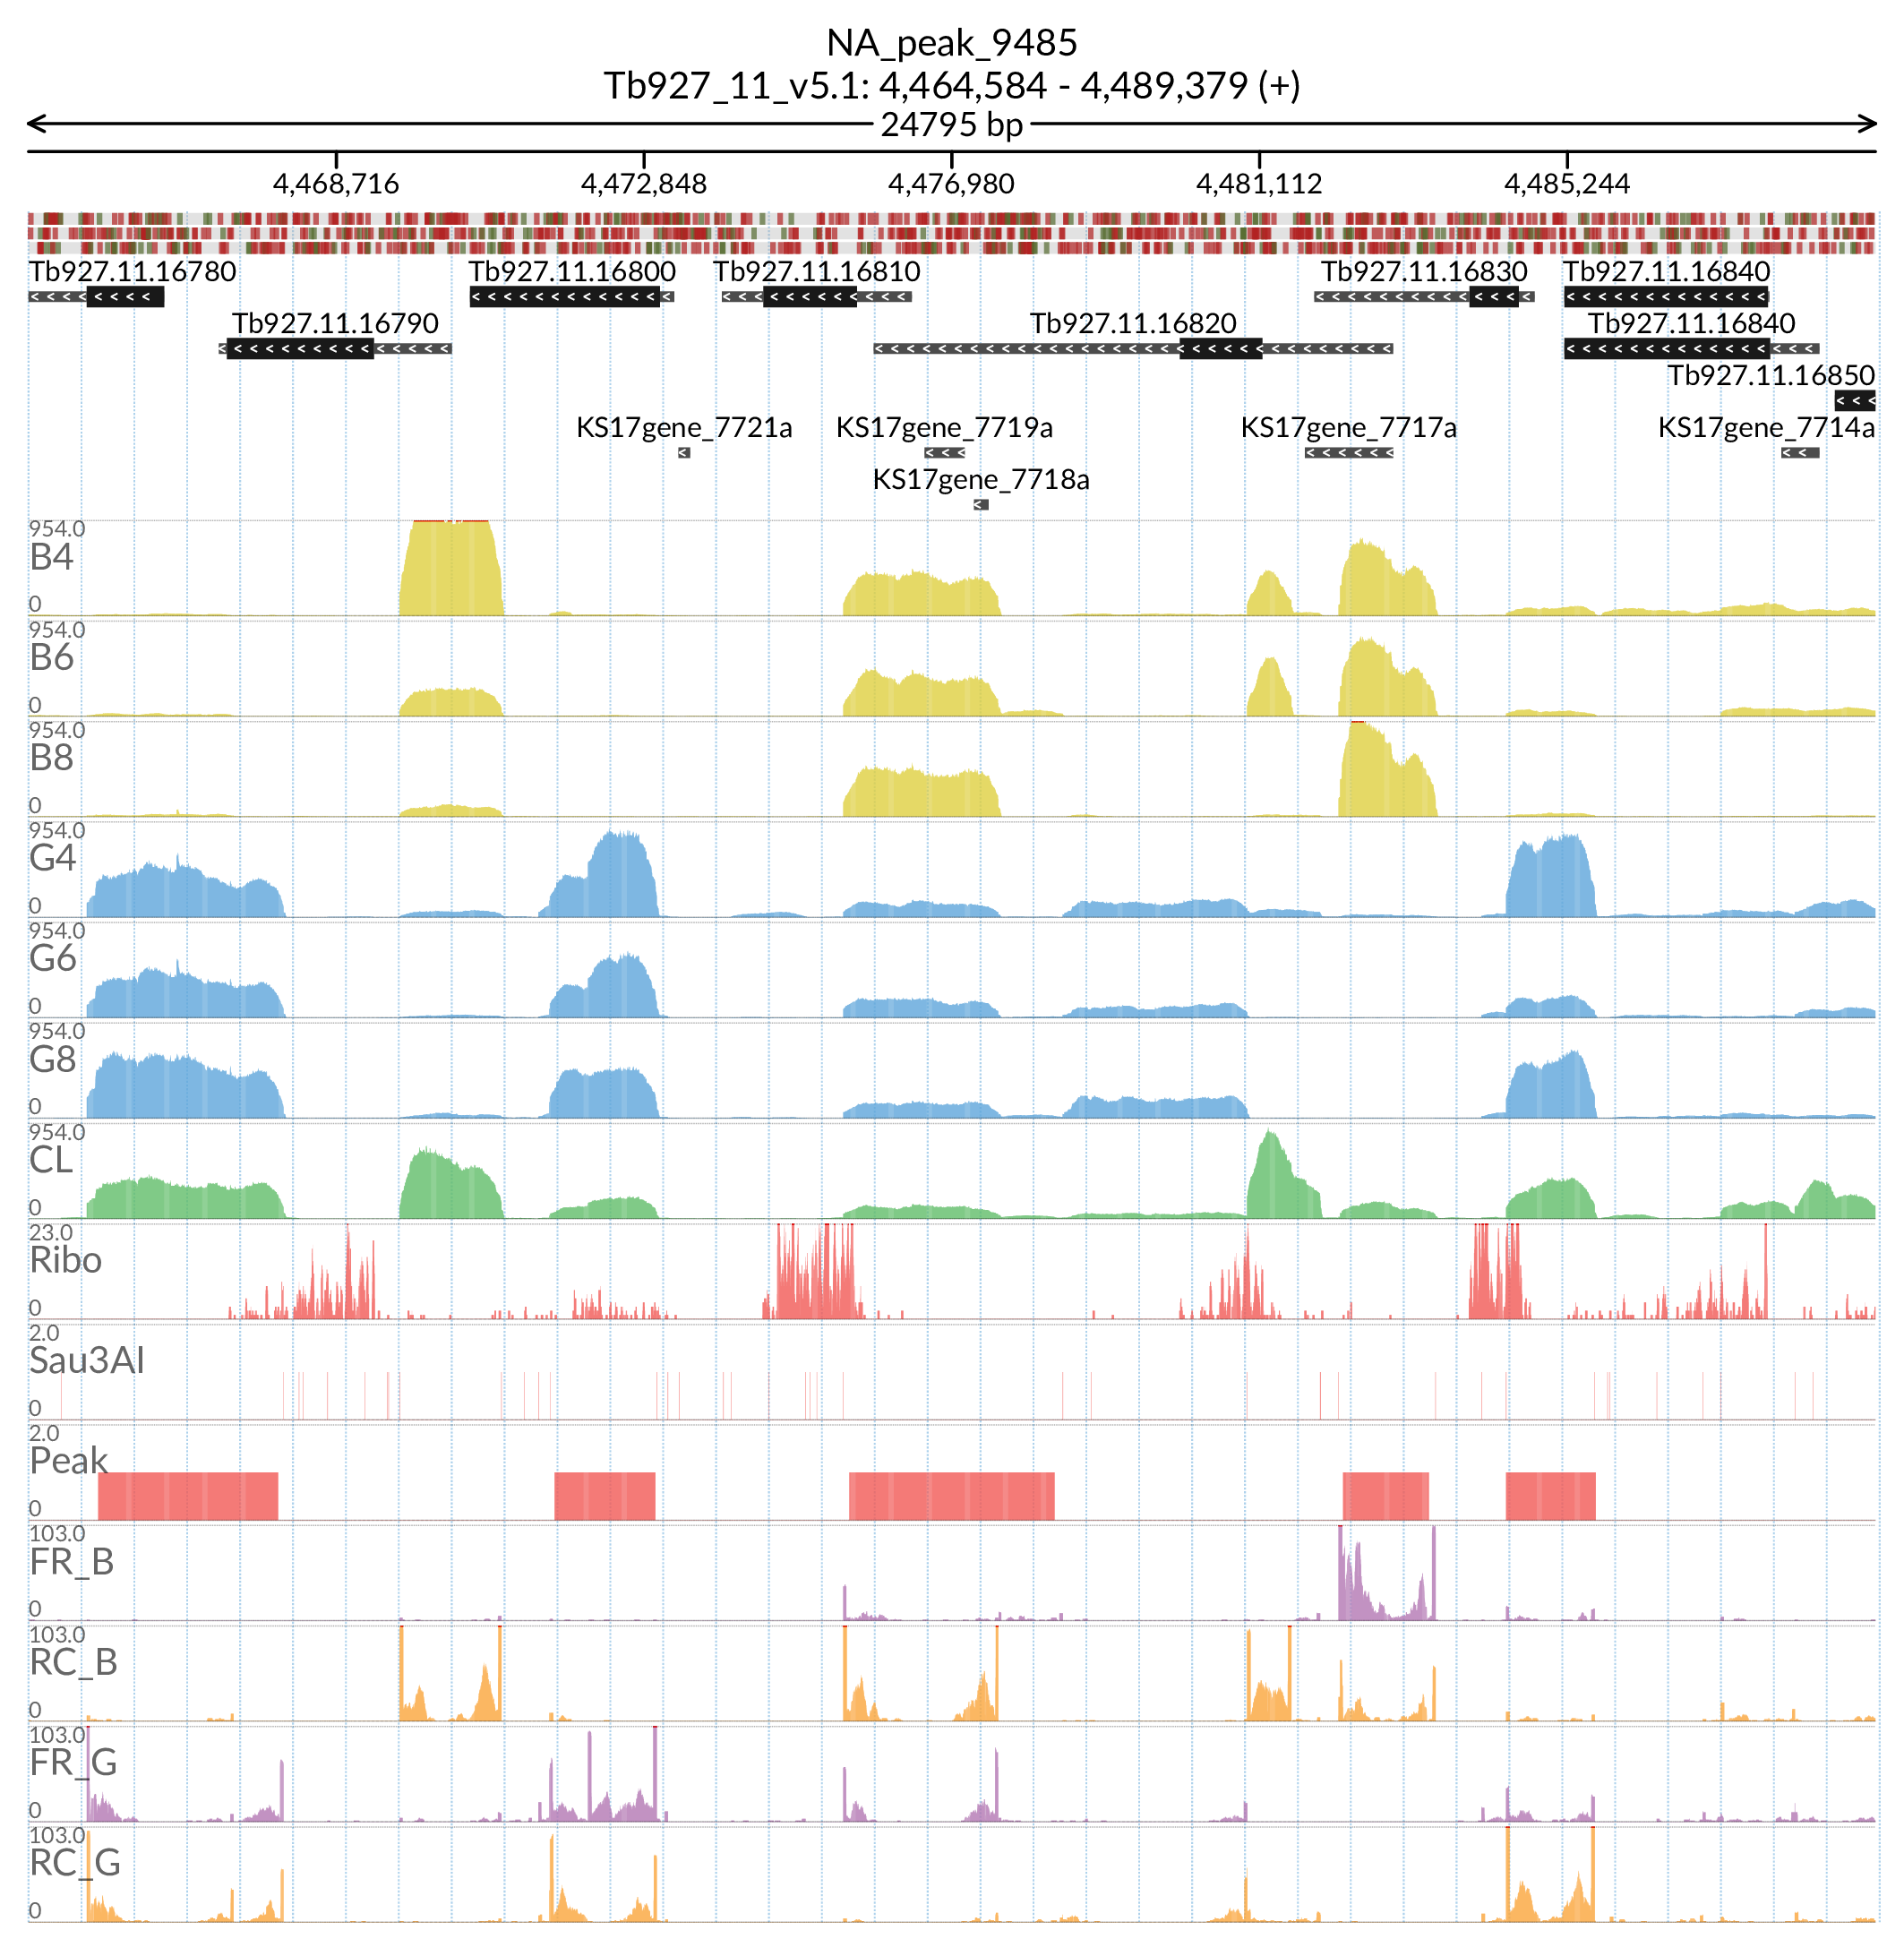 NA_peak_9485
Tb927_11_v5.1: 4,464,584 - 4,489,379 (+)
24795 bp
4,468,716 4,472,848 4,476,980 4,481,112 4,485,244
Tb927.11.16780 Tb927.11.16800 Tb927.11.16810 Tb927.11.16830 Tb927.11.16840
Tb927.11.16790 Tb927.11.16820 Tb927.11.16840
Tb927.11.16850
KS17gene_7721a KS17gene_7719a KS17gene_7717a KS17gene_7714a
KS17gene_7718a
954.0
B4
0
954.0
B6
0
954.0
B8
0
954.0
G4
0
954.0
G6
0
954.0
G8
0
954.0
CL
0
23.0
Ribo
0
2.0
Sau3AI
0
2.0
Peak
0
103.0
FR_B
0
103.0
RC_B
0
103.0
FR_G
0
103.0
RC_G
0